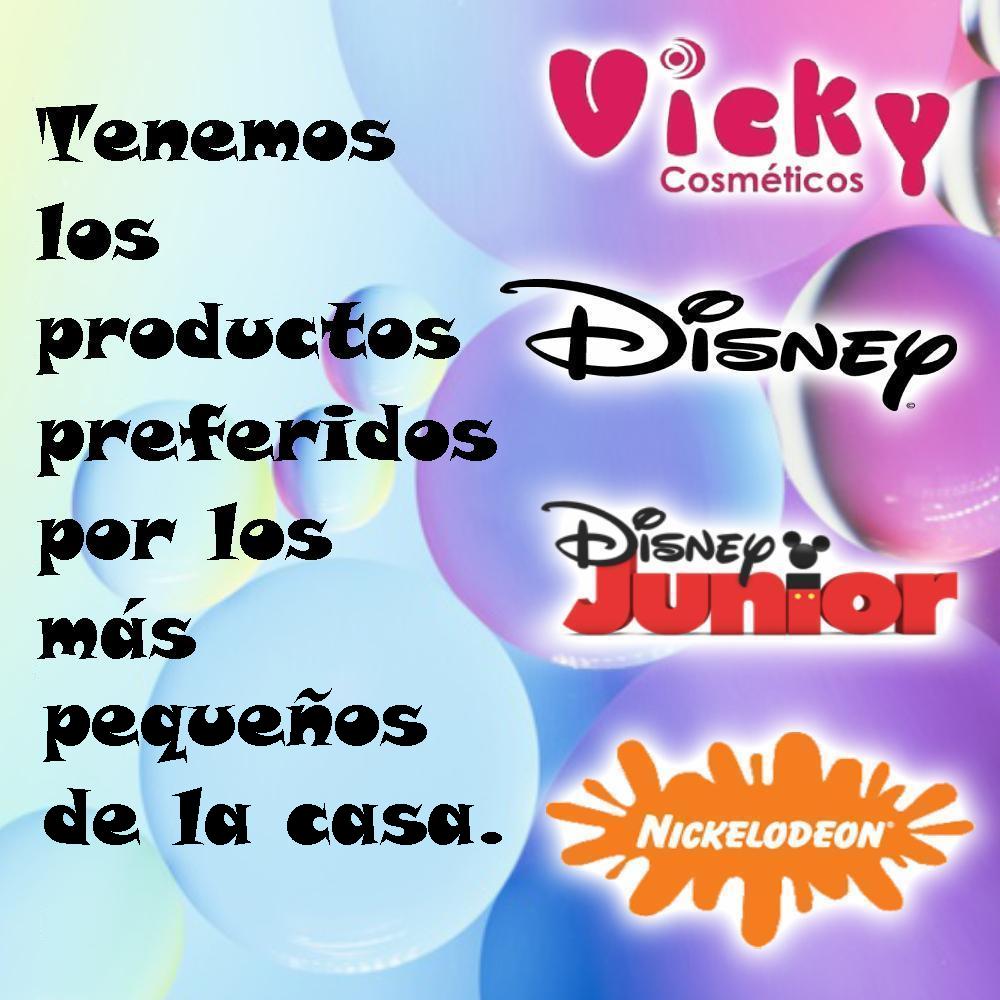 Tenemos
los
productos
preferidos
por los
más
pequeños
de la casa.
Vicky
Cosméticos
Disney
©
Disney
Junior
NICKELODEON®